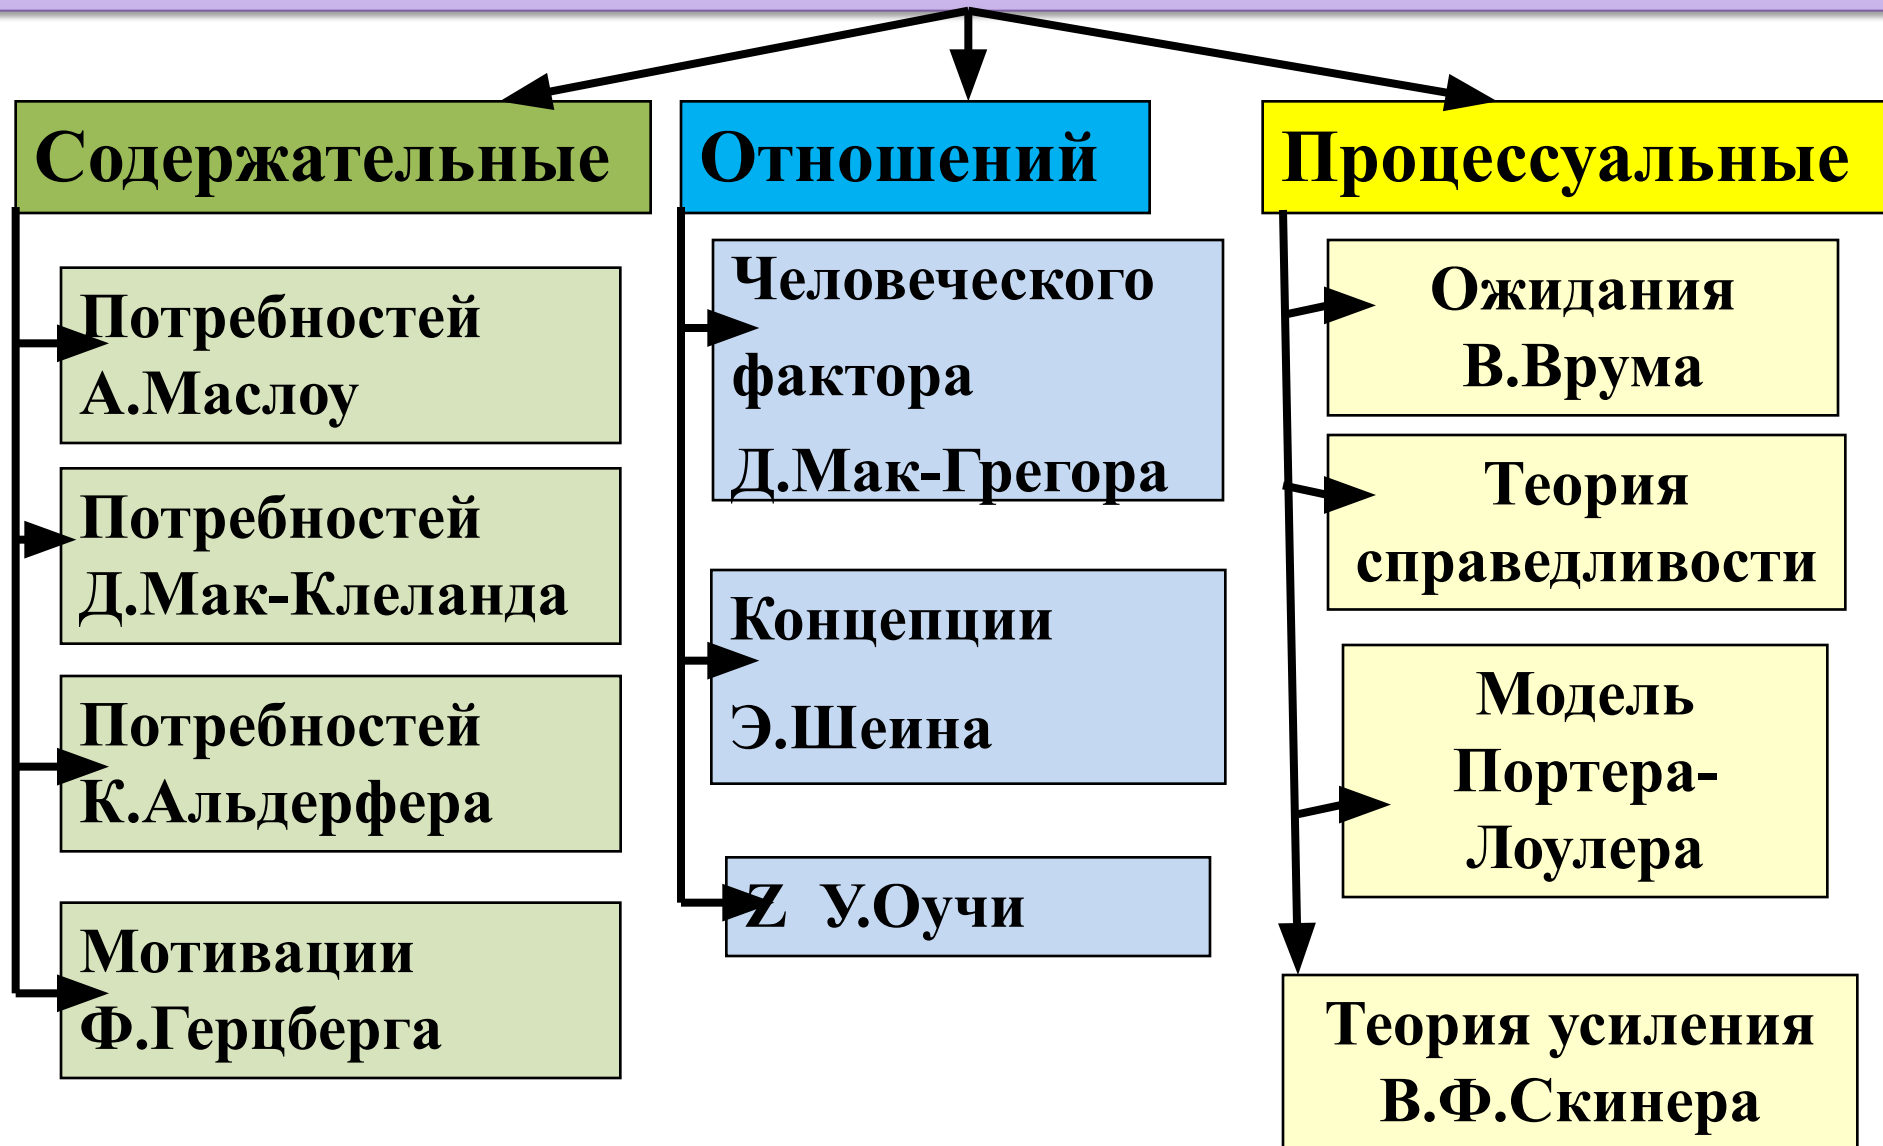 Содержательные
Потребностей
А.Маслоу
Потребностей
Д.Мак-Клеланда
Потребностей
К.Альдерфера
Мотивации
Ф.Герцберга
Отношений
Человеческого
фактора
Д.Мак-Грегора
Концепции
Э.Шеина
Z У.Оучи
Процессуальные
Ожидания
В.Врума
Теория
справедливости
Модель
Портера-
Лоулера
Теория усиления
В.Ф.Скинера